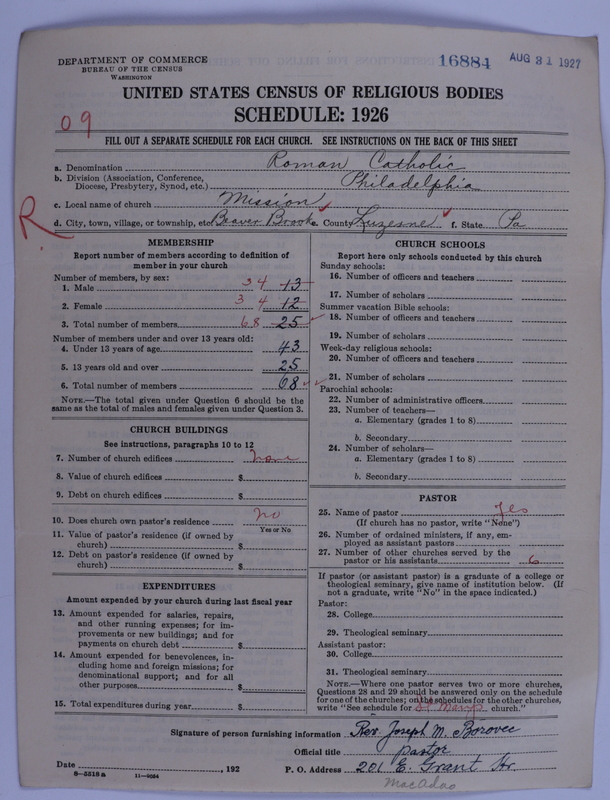 DEPARTMENT OF COMMERCE
BUREAU OF THE CENSUS
WASHINGTON
16884 AUG 31 1927
UNITED STATES CENSUS OF RELIGIOUS BODIES
SCHEDULE: 1926
09
FILL OUT A SEPARATE SCHEDULE FOR EACH CHURCH. SEE INSTRUCTIONS ON THE BACK OF THIS SHEET
a. Denomination Roman Catholic
b. Division (Association, Conference, Diocese, Presbytery, Synod, etc.) Philadelphia
c. Local name of church Mission
R
d. City, town, village, or township, etc Beaver Brook e. County Luzerne f. State Pa
MEMBERSHIP
Report number of members according to definition of
member in your church
Number of members, by sex:
1. Male 34 13
2. Female 34 12
3. Total number of members 68 25
Number of members under and over 13 years old:
4. Under 13 years of age 43
5. 13 years old and over 25
6. Total number of members 68
NOTE.—The total given under Question 6 should be
same as the total of males and females given under Question 3.
CHURCH BUILDINGS
See instructions, paragraphs 10 to 12
7. Number of church edifices none
8. Value of church edifices $
9. Debt on church edifices $
10. Does church own pastor's residence no
Yes or No
11. Value of pastor's residence (if owned by
church) $
12. Debt on pastor's residence (if owned by
church) $
EXPENDITURES
Amount expended by your church during last fiscal year
13. Amount expended for salaries, repairs,
and other running expenses; for im-
provements or new buildings; and for
payments on church debt $
14. Amount expended for benevolences, in-
cluding home and foreign missions; for
denominational support; and for all
other purposes $
15. Total expenditures during year $
CHURCH SCHOOLS
Report here only schools conducted by this church
Sunday schools:
16. Number of officers and teachers
17. Number of scholars
Summer vacation Bible schools:
18. Number of officers and teachers
19. Number of scholars
Week-day religious schools:
20. Number of officers and teachers
21. Number of scholars
Parochial schools:
22. Number of administrative officers
23. Number of teachers—
a. Elementary (grades 1 to 8)
b. Secondary
24. Number of scholars—
a. Elementary (grades 1 to 8)
b. Secondary
PASTOR
25. Name of pastor Yes
(If church has no pastor, write "None")
26. Number of ordained ministers, if any, em-
ployed as assistant pastors
27. Number of other churches served by the
pastor or his assistants 6
If pastor (or assistant pastor) is a graduate of a college or
theological seminary, give name of institution below. (If
not a graduate, write "No" in the space indicated.)
Pastor:
28. College
29. Theological seminary
Assistant pastor:
30. College
31. Theological seminary
NOTE.—Where one pastor serves two or more churches,
Questions 28 and 29 should be answered only on the schedule
for one of the churches; on the schedules for the other churches,
write "See schedule for St Marys church."
Signature of person furnishing information Rev. Joseph M. Borovec
Official title pastor
Date , 192 P. O. Address 201 E. Grant Str.
8—5518 a 11—9054
MacAdoo